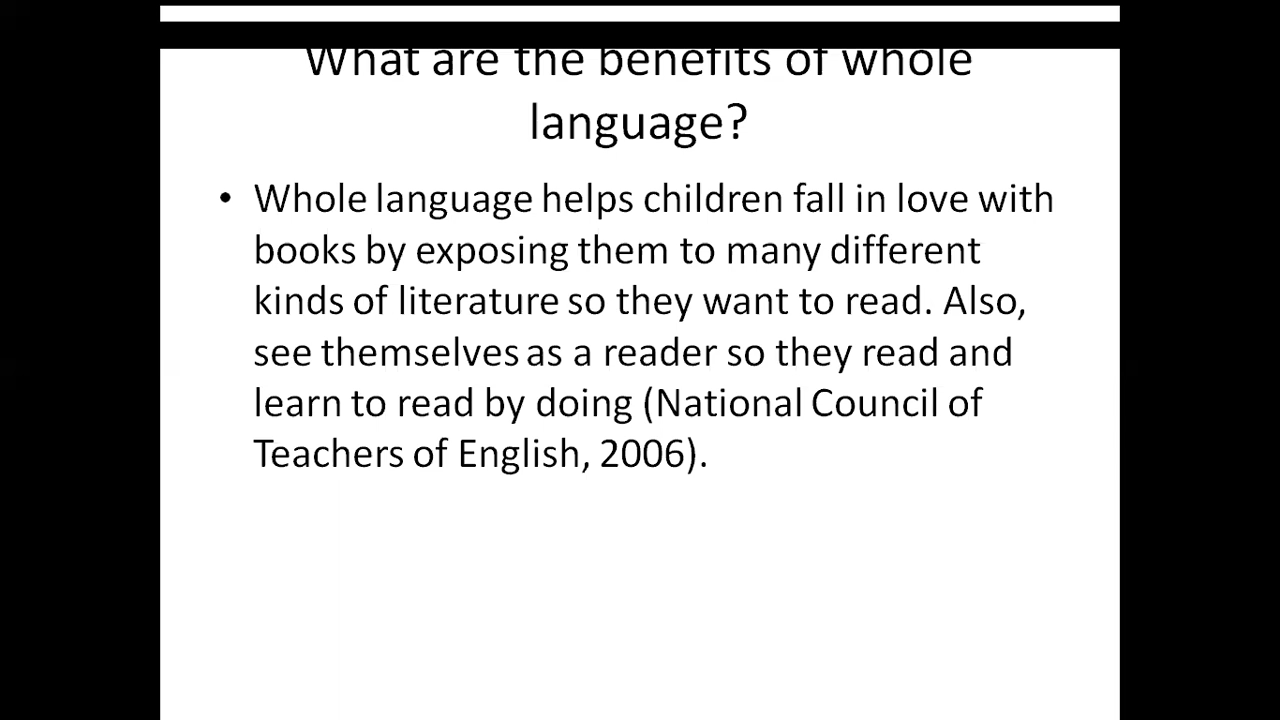 What are the benefits of whole
language?
• Whole language helps children fall in love with
books by exposing them to many different
kinds of literature so they want to read. Also,
see themselves as a reader so they read and
learn to read by doing (National Council of
Teachers of English, 2006).